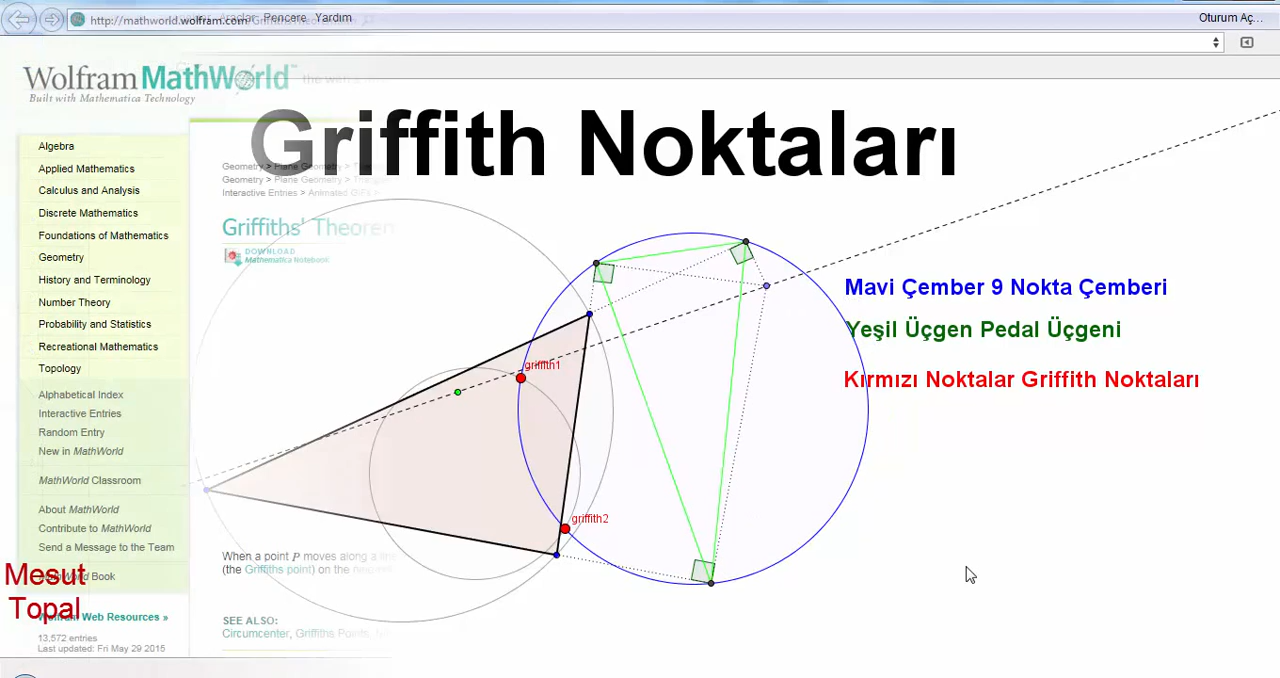 Araçlar Pencere Yardım
http://mathworld.wolfram.com/
Oturum Aç...
Wolfram MathWorld™
Built with Mathematica Technology
the web's
Griffith Noktaları
Algebra
Applied Mathematics
Calculus and Analysis
Discrete Mathematics
Foundations of Mathematics
Geometry
History and Terminology
Number Theory
Probability and Statistics
Recreational Mathematics
Topology
Alphabetical Index
Interactive Entries
Random Entry
New in MathWorld
MathWorld Classroom
About MathWorld
Contribute to MathWorld
Send a Message to the Team
MathWorld Book
Wolfram Web Resources »
13,572 entries
Last updated: Fri May 29 2015
Mesut
Topal
Geometry > Plane Geometry >
Geometry > Plane Geometry >
Interactive Entries > Animated GIFs >
Griffiths' Theorem
DOWNLOAD
Mathematica Notebook
griffith1
griffith2
Mavi Çember 9 Nokta Çemberi
Yeşil Üçgen Pedal Üçgeni
Kırmızı Noktalar Griffith Noktaları
When a point P moves along a
(the Griffiths point) on the
SEE ALSO:
Circumcenter, Griffiths Points,